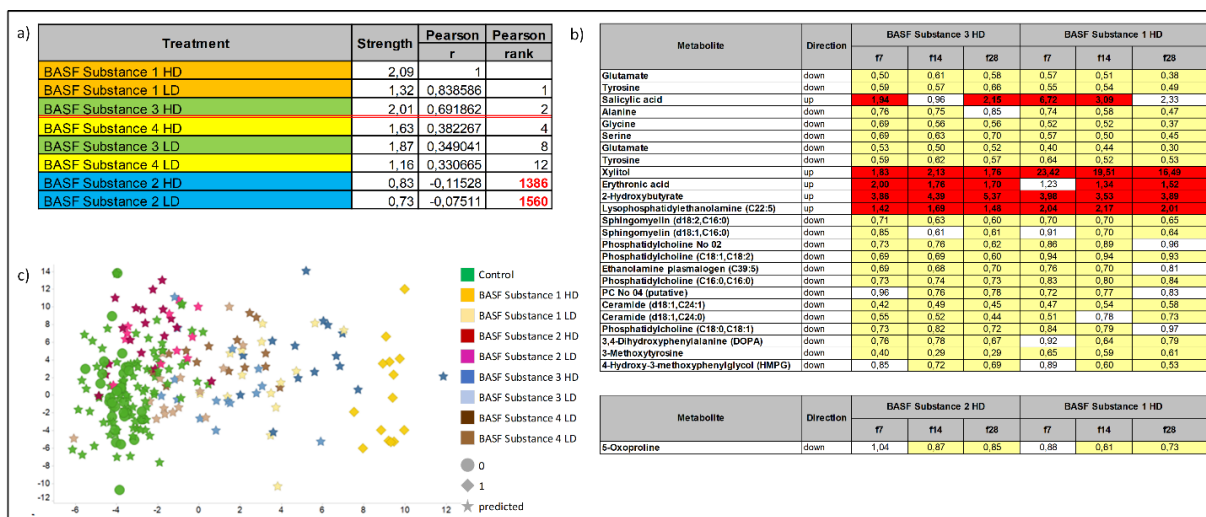 a)
Treatment Strength Pearson r Pearson rank
BASF Substance 1 HD 2,09 1
BASF Substance 1 LD 1,32 0,838586 1
BASF Substance 3 HD 2,01 0,691862 2
BASF Substance 4 HD 1,63 0,382267 4
BASF Substance 3 LD 1,87 0,349041 8
BASF Substance 4 LD 1,16 0,330665 12
BASF Substance 2 HD 0,83 -0,11528 1386
BASF Substance 2 LD 0,73 -0,07511 1560
b)
Metabolite Direction BASF Substance 3 HD BASF Substance 1 HD
f7 f14 f28 f7 f14 f28
Glutamate down 0,50 0,61 0,58 0,57 0,51 0,38
Tyrosine down 0,59 0,57 0,66 0,55 0,54 0,49
Salicylic acid up 1,94 0,96 2,15 6,72 3,09 2,33
Alanine down 0,76 0,75 0,85 0,74 0,58 0,47
Glycine down 0,69 0,56 0,56 0,52 0,52 0,37
Serine down 0,69 0,63 0,70 0,57 0,50 0,45
Glutamate down 0,53 0,50 0,52 0,40 0,44 0,30
Tyrosine down 0,59 0,62 0,57 0,64 0,52 0,53
Xylitol up 1,83 2,13 1,76 23,42 19,51 16,49
Erythronic acid up 2,00 1,76 1,70 1,23 1,34 1,52
2-Hydroxybutyrate up 3,86 4,39 5,37 3,98 3,53 3,89
Lysophosphatidylethanolamine (C22:5) up 1,42 1,69 1,48 2,04 2,17 2,01
Sphingomyelin (d18:2,C16:0) down 0,71 0,63 0,60 0,70 0,70 0,65
Sphingomyelin (d18:1,C16:0) down 0,85 0,61 0,61 0,91 0,70 0,64
Phosphatidylcholine No 02 down 0,73 0,76 0,62 0,86 0,89 0,96
Phosphatidylcholine (C18:1,C18:2) down 0,69 0,69 0,60 0,94 0,94 0,93
Ethanolamine plasmalogen (C39:5) down 0,69 0,68 0,70 0,76 0,70 0,81
Phosphatidylcholine (C16:0,C16:0) down 0,73 0,74 0,73 0,83 0,80 0,84
PC No 04 (putative) down 0,96 0,76 0,78 0,72 0,77 0,83
Ceramide (d18:1,C24:1) down 0,42 0,49 0,45 0,47 0,54 0,58
Ceramide (d18:1,C24:0) down 0,55 0,52 0,44 0,51 0,78 0,73
Phosphatidylcholine (C18:0,C18:1) down 0,73 0,82 0,72 0,84 0,79 0,97
3,4-Dihydroxyphenylalanine (DOPA) down 0,76 0,78 0,67 0,92 0,64 0,79
3-Methoxytyrosine down 0,40 0,29 0,29 0,65 0,59 0,61
4-Hydroxy-3-methoxyphenylglycol (HMPG) down 0,85 0,72 0,69 0,89 0,60 0,53
Metabolite Direction BASF Substance 2 HD BASF Substance 1 HD
f7 f14 f28 f7 f14 f28
5-Oxoproline down 1,04 0,87 0,85 0,88 0,61 0,73
c)
14
12
10
8
6
4
2
0
-2
-4
-6
-8
-10
-12
-6 -4 -2 0 2 4 6 8 10 12
Control
BASF Substance 1 HD
BASF Substance 1 LD
BASF Substance 2 HD
BASF Substance 2 LD
BASF Substance 3 HD
BASF Substance 3 LD
BASF Substance 4 LD
BASF Substance 4 LD
0
1
predicted